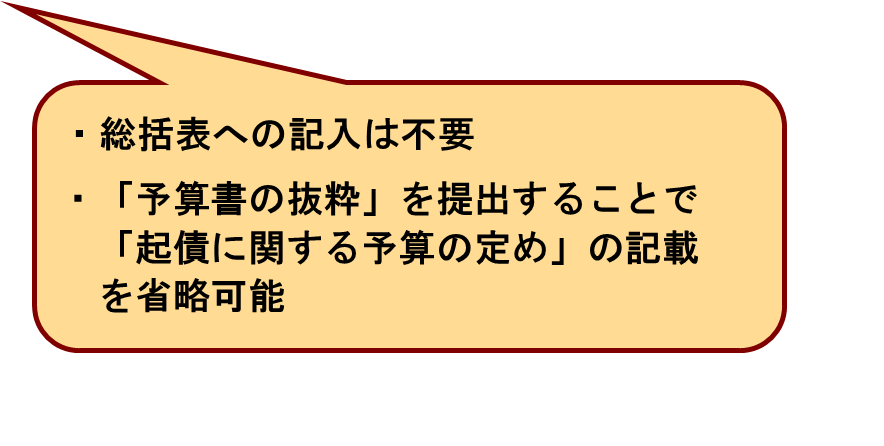 ・総括表への記入は不要
・「予算書の抜粋」を提出することで
「起債に関する予算の定め」の記載
を省略可能